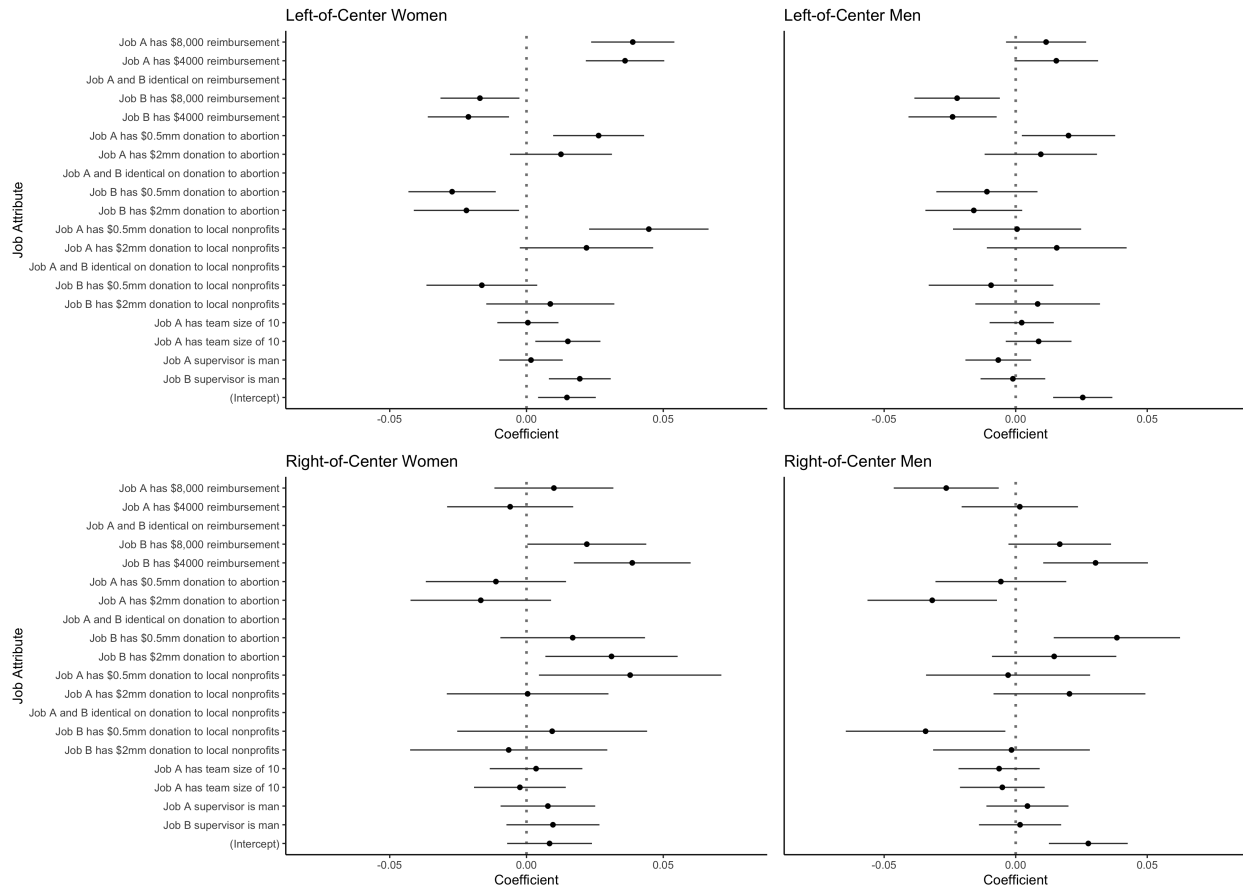 Left-of-Center Women
Job Attribute
Job A has $8,000 reimbursement
Job A has $4000 reimbursement
Job A and B identical on reimbursement
Job B has $8,000 reimbursement
Job B has $4000 reimbursement
Job A has $0.5mm donation to abortion
Job A has $2mm donation to abortion
Job A and B identical on donation to abortion
Job B has $0.5mm donation to abortion
Job B has $2mm donation to abortion
Job A has $0.5mm donation to local nonprofits
Job A has $2mm donation to local nonprofits
Job A and B identical on donation to local nonprofits
Job B has $0.5mm donation to local nonprofits
Job B has $2mm donation to local nonprofits
Job A has team size of 10
Job A has team size of 10
Job A supervisor is man
Job B supervisor is man
(Intercept)
-0.05 0.00 0.05
Coefficient
Left-of-Center Men
-0.05 0.00 0.05
Coefficient
Right-of-Center Women
Job Attribute
Job A has $8,000 reimbursement
Job A has $4000 reimbursement
Job A and B identical on reimbursement
Job B has $8,000 reimbursement
Job B has $4000 reimbursement
Job A has $0.5mm donation to abortion
Job A has $2mm donation to abortion
Job A and B identical on donation to abortion
Job B has $0.5mm donation to abortion
Job B has $2mm donation to abortion
Job A has $0.5mm donation to local nonprofits
Job A has $2mm donation to local nonprofits
Job A and B identical on donation to local nonprofits
Job B has $0.5mm donation to local nonprofits
Job B has $2mm donation to local nonprofits
Job A has team size of 10
Job A has team size of 10
Job A supervisor is man
Job B supervisor is man
(Intercept)
-0.05 0.00 0.05
Coefficient
Right-of-Center Men
-0.05 0.00 0.05
Coefficient